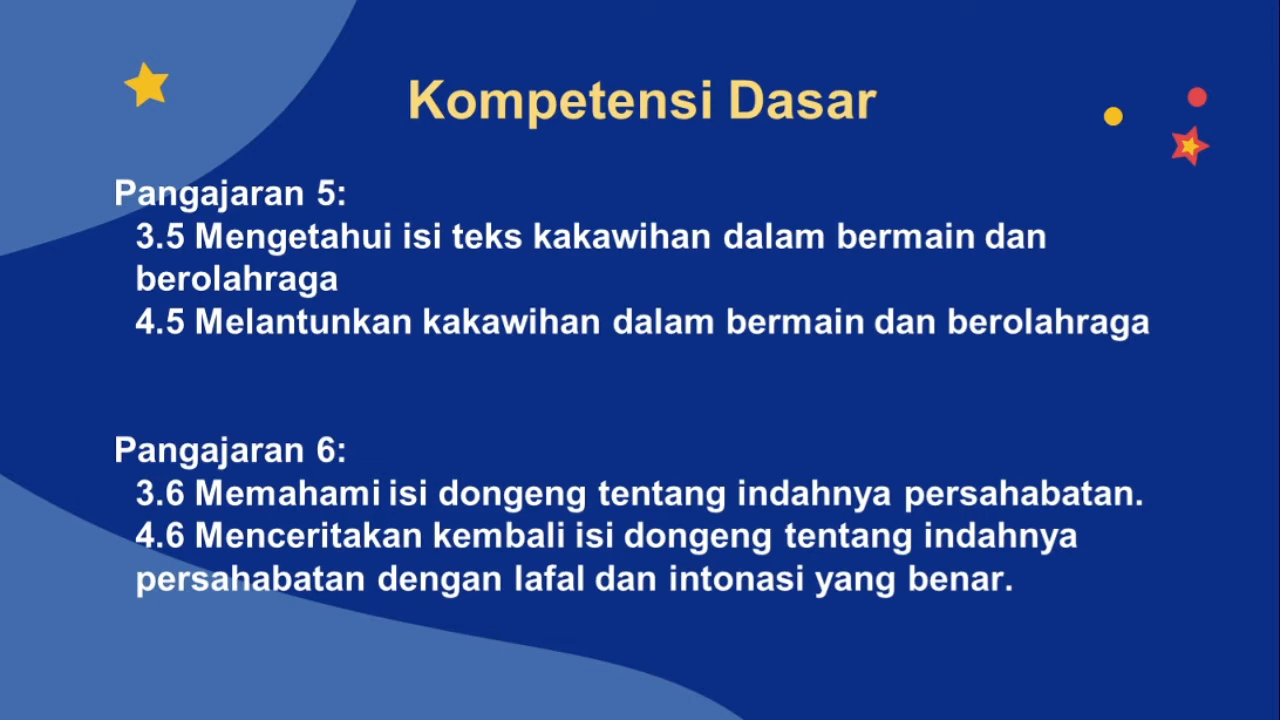 Kompetensi Dasar
Pangajaran 5:
3.5 Mengetahui isi teks kakawihan dalam bermain dan
berolahraga
4.5 Melantunkan kakawihan dalam bermain dan berolahraga
Pangajaran 6:
3.6 Memahami isi dongeng tentang indahnya persahabatan.
4.6 Menceritakan kembali isi dongeng tentang indahnya
persahabatan dengan lafal dan intonasi yang benar.